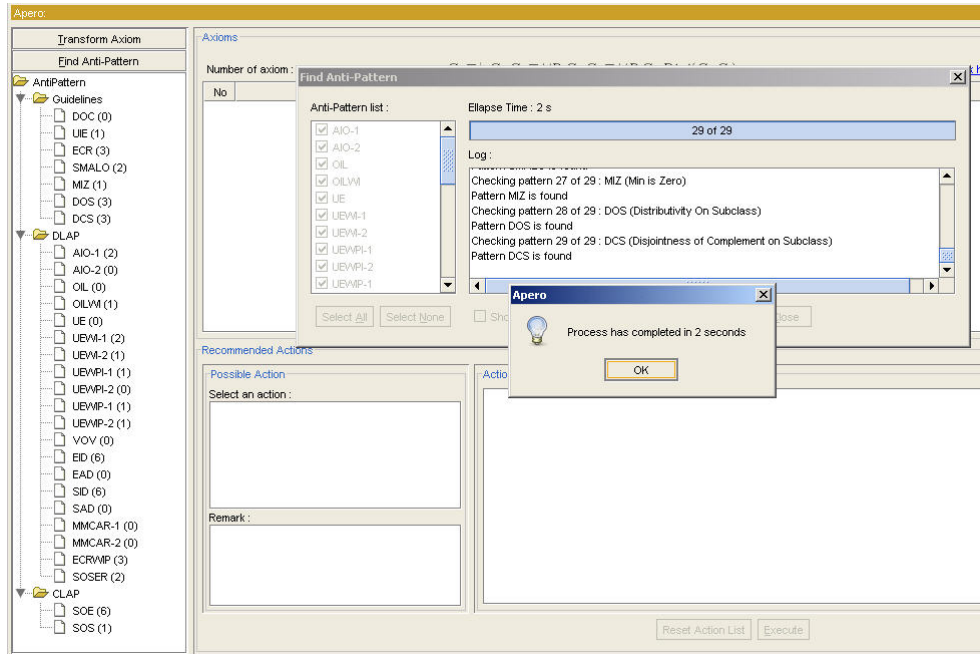 Apero:
Transform Axiom
Find Anti-Pattern
AntiPattern
Guidelines
DOC (0)
UIE (1)
ECR (3)
SMALO (2)
MIZ (1)
DOS (3)
DCS (3)
DLAP
AIO-1 (2)
AIO-2 (0)
OIL (0)
OILWI (1)
UE (0)
UEWI-1 (2)
UEWI-2 (1)
UEWPI-1 (1)
UEWPI-2 (0)
UEWIP-1 (1)
UEWIP-2 (1)
VOV (0)
EID (6)
EAD (0)
SID (6)
SAD (0)
MMCAR-1 (0)
MMCAR-2 (0)
ECRWIP (3)
SOSER (2)
CLAP
SOE (6)
SOS (1)
Axioms
Number of axiom :
No
Find Anti-Pattern
Anti-Pattern list :
AIO-1
AIO-2
OIL
OILWI
UE
UEWI-1
UEWI-2
UEWPI-1
UEWPI-2
UEWIP-1
Select All
Select None
Ellapse Time : 2 s
29 of 29
Log :
Checking pattern 27 of 29 : MIZ (Min is Zero)
Pattern MIZ is found
Checking pattern 28 of 29 : DOS (Distributivity On Subclass)
Pattern DOS is found
Checking pattern 29 of 29 : DCS (Disjointness of Complement on Subclass)
Pattern DCS is found
Apero
Process has completed in 2 seconds
OK
Recommended Actions
Possible Action
Select an action :
Remark :
Actio
Reset Action List
Execute